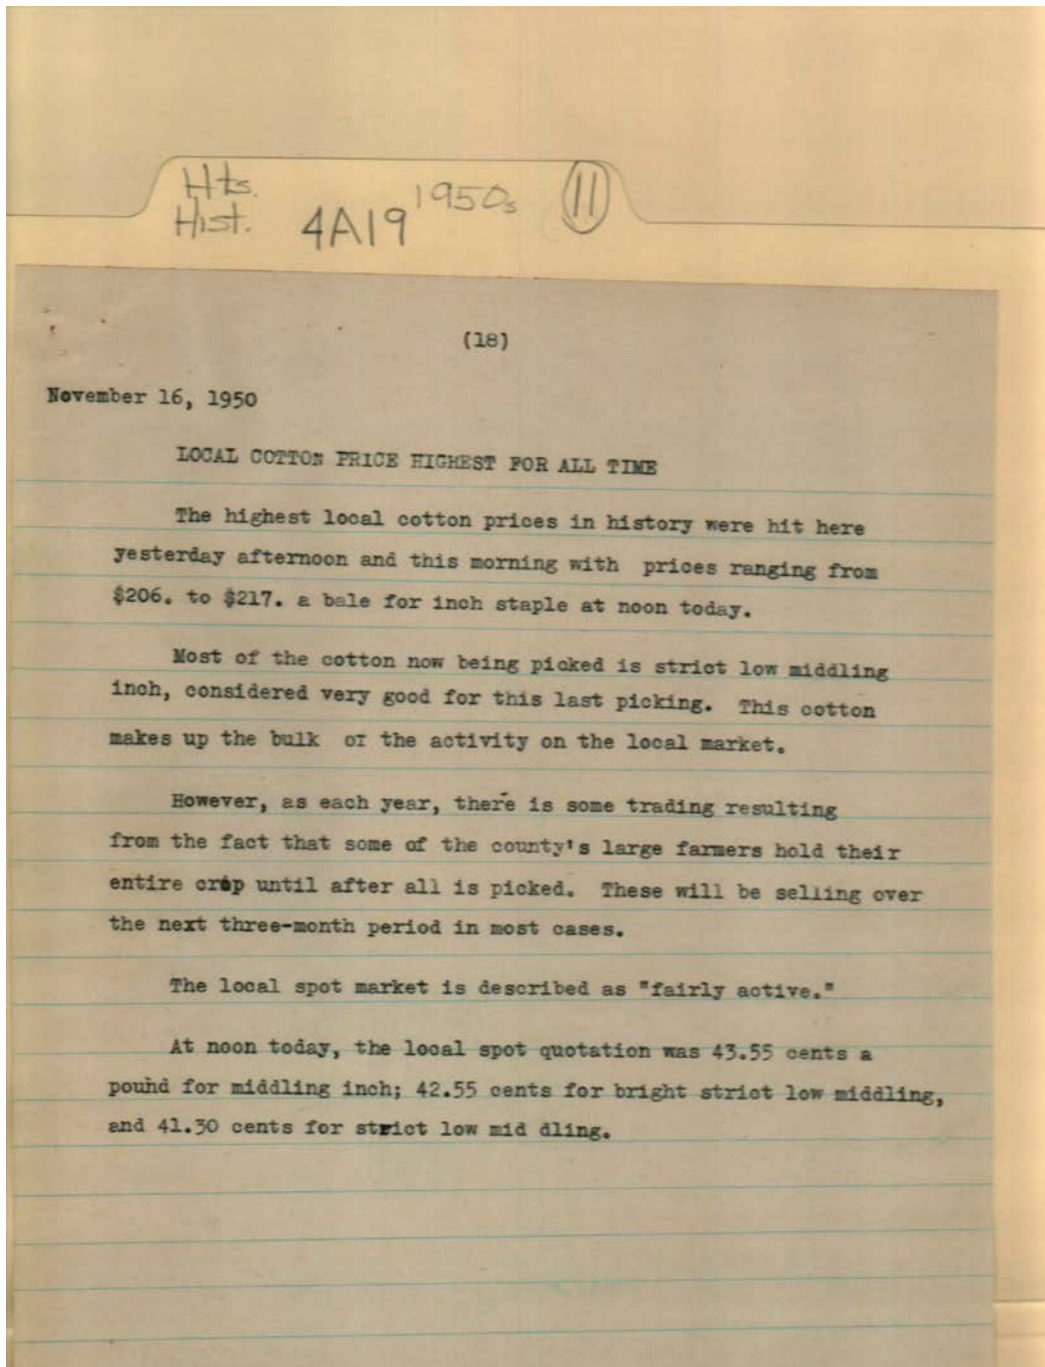 Hts.
Hist. 4A19 1950s 11
(18)
November 16, 1950
LOCAL COTTON PRICE HIGHEST FOR ALL TIME
The highest local cotton prices in history were hit here
yesterday afternoon and this morning with prices ranging from
$206. to $217. a bale for inch staple at noon today.
Most of the cotton now being picked is strict low middling
inch, considered very good for this last picking. This cotton
makes up the bulk of the activity on the local market.
However, as each year, there is some trading resulting
from the fact that some of the county's large farmers hold their
entire crop until after all is picked. These will be selling over
the next three-month period in most cases.
The local spot market is described as "fairly active."
At noon today, the local spot quotation was 43.55 cents a
pound for middling inch; 42.55 cents for bright strict low middling,
and 41.30 cents for strict low mid dling.